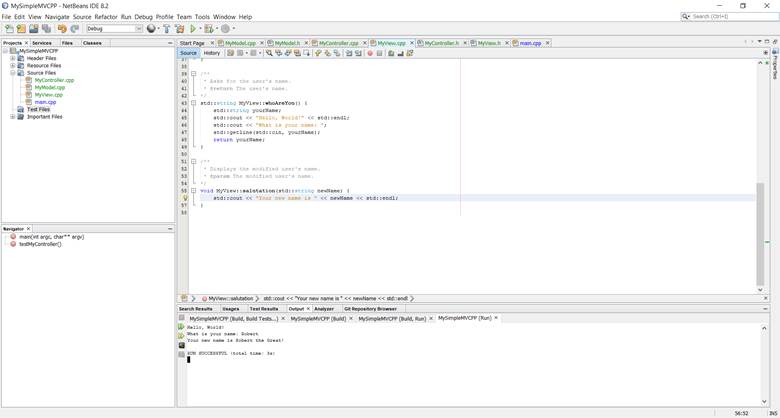 MySimpleMVCPP - NetBeans IDE 8.2
File Edit View Navigate Source Refactor Run Debug Profile Team Tools Window Help
Search (Ctrl+I)
Debug
Projects Services Files Classes
Start Page MyModel.cpp MyModel.h MyController.cpp MyView.cpp MyController.h MyView.h main.cpp
Source History
Properties
MySimpleMVCPP
Header Files
Resource Files
Source Files
MyController.cpp
MyModel.cpp
MyView.cpp
main.cpp
Test Files
Important Files
37 }
38
39 /**
40 * Asks for the user's name.
41 * @return The user's name.
42 */
43 std::string MyView::whoAreYou() {
44 std::string yourName;
45 std::cout << "Hello, World!" << std::endl;
46 std::cout << "What is your name: ";
47 std::getline(std::cin, yourName);
48 return yourName;
49 }
50
51 /**
52 * Displays the modified user's name.
53 * @param The modified user's name.
54 */
55 void MyView::salutation(std::string newName) {
std::cout << "Your new name is " << newName << std::endl;
57 }
58
Navigator
main(int argc, char** argv)
testMyController()
MyView::salutation std::cout << "Your new name is " << newName << std::endl
Search Results Usages Test Results Output Analyzer Git Repository Browser
MySimpleMVCPP (Build, Build Tests...) MySimpleMVCPP (Build) MySimpleMVCPP (Build, Run) MySimpleMVCPP (Run)
Hello, World!
What is your name: Robert
Your new name is Robert the Great!
RUN SUCCESSFUL (total time: 3s)
56:52 INS